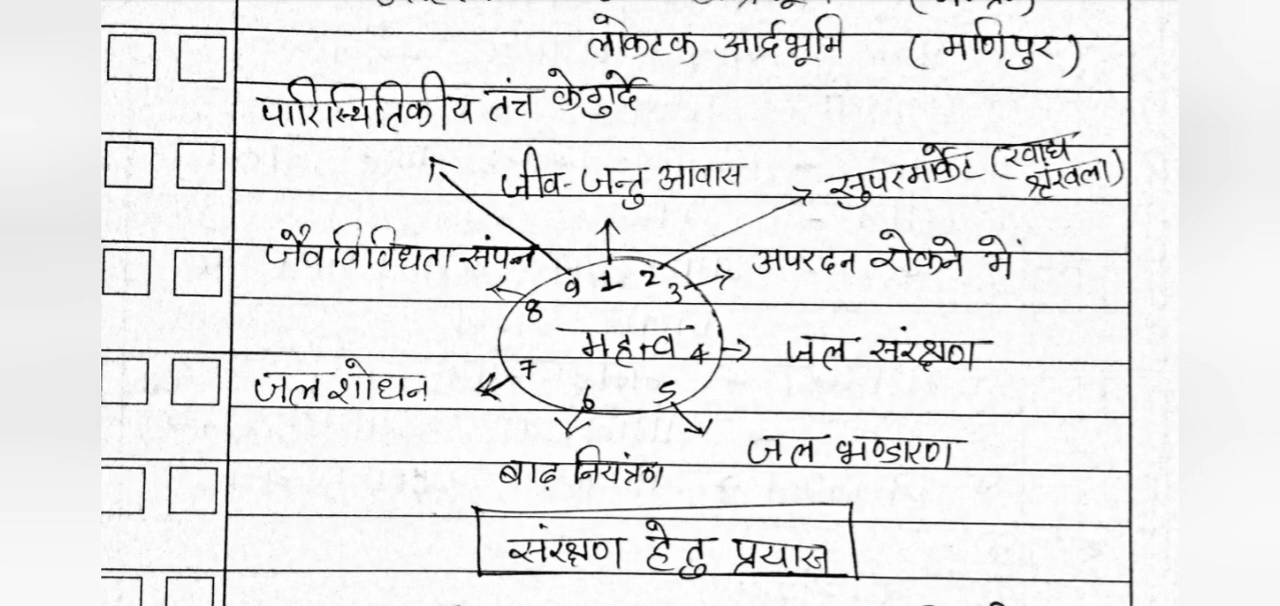 लोकटक आर्द्रभूमि ( मणिपुर )
पारिस्थितिकीय तंत्र के गुर्दे
जीव-जन्तु आवास
सुपरमार्केट (खाद्य श्रृंखला)
जैवविविधता संपन्न
अपरदन रोकने में
9 1 2 3
8
महत्व 4 → जल संरक्षण
7
जल शोधन
6 5
जल भण्डारण
बाढ़ नियंत्रण
संरक्षण हेतु प्रयास